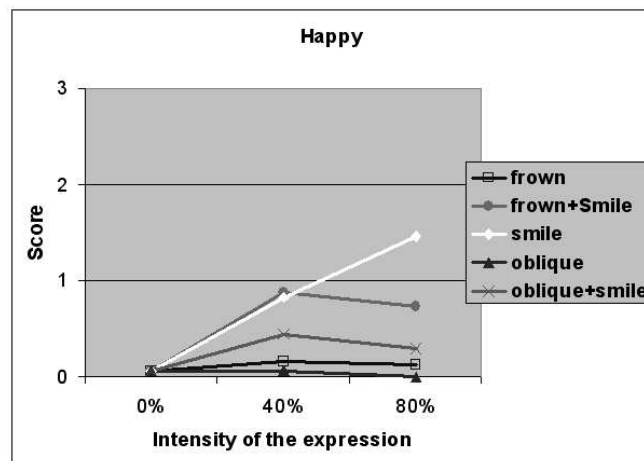 Happy
3
2
1
0
Score
0%
40%
80%
Intensity of the expression
frown
frown+Smile
smile
oblique
oblique+smile